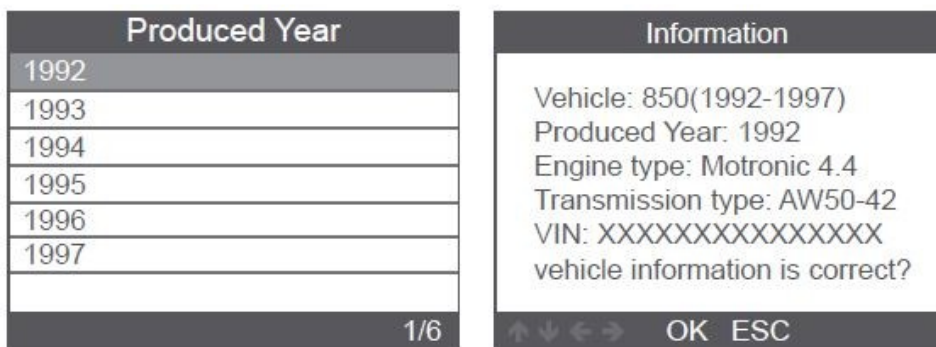 Produced Year
1992
1993
1994
1995
1996
1997
1/6
Information
Vehicle: 850(1992-1997)
Produced Year: 1992
Engine type: Motronic 4.4
Transmission type: AW50-42
VIN: XXXXXXXXXXXXXXX
vehicle information is correct?
OK ESC